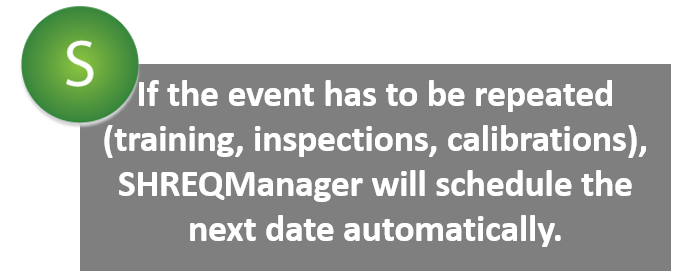 S
If the event has to be repeated
(training, inspections, calibrations),
SHREQManager will schedule the
next date automatically.